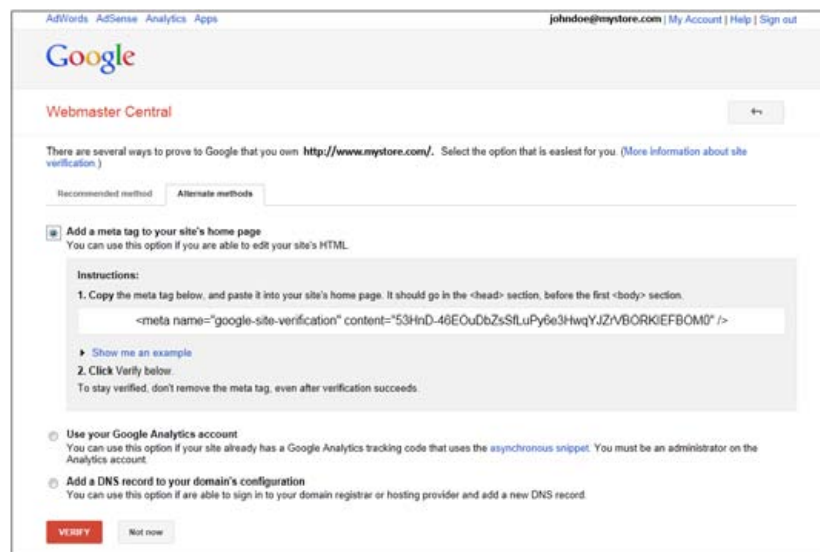 AdWords AdSense Analytics Apps
johndoe@mystore.com | My Account | Help | Sign out
Google
Webmaster Central
There are several ways to prove to Google that you own http://www.mystore.com/. Select the option that is easiest for you. (More information about site
verification.)
Recommended method Alternate methods
Add a meta tag to your site's home page
You can use this option if you are able to edit your site's HTML.
Instructions:
1. Copy the meta tag below, and paste it into your site's home page. It should go in the <head> section, before the first <body> section.
<meta name="google-site-verification" content="53HnD-46EOuDbZsSfLuPy6e3HwqYJZrVBORKlEFBOM0" />
Show me an example
2. Click Verify below.
To stay verified, don't remove the meta tag, even after verification succeeds.
Use your Google Analytics account
You can use this option if your site already has a Google Analytics tracking code that uses the asynchronous snippet. You must be an administrator on the
Analytics account.
Add a DNS record to your domain's configuration
You can use this option if are able to sign in to your domain registrar or hosting provider and add a new DNS record.
VERIFY Not now